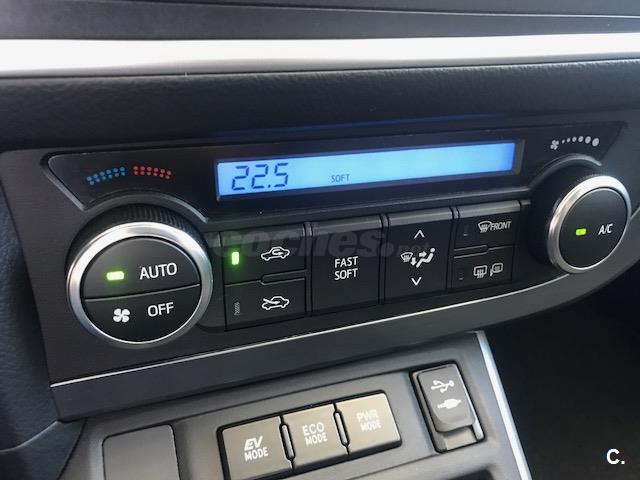 22.5
SOFT
AUTO
OFF
FAST
SOFT
FRONT
A/C
coches.net
EV
MODE
ECO
MODE
PWR
MODE
C.